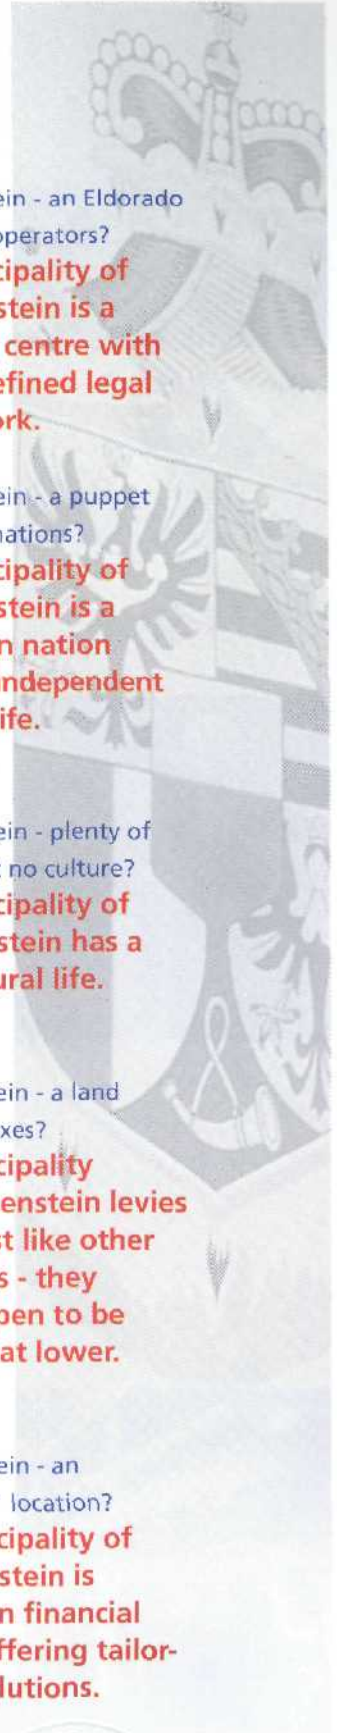 ein - an Eldorado
operators?
cipality of
stein is a
centre with
efined legal
ork.
ein - a puppet
nations?
cipality of
stein is a
n nation
independent
ife.
ein - plenty of
no culture?
cipality of
stein has a
ural life.
ein - a land
xes?
cipality
enstein levies
t like other
s - they
pen to be
at lower.
ein - an
location?
cipality of
stein is
n financial
ffering tailor-
lutions.